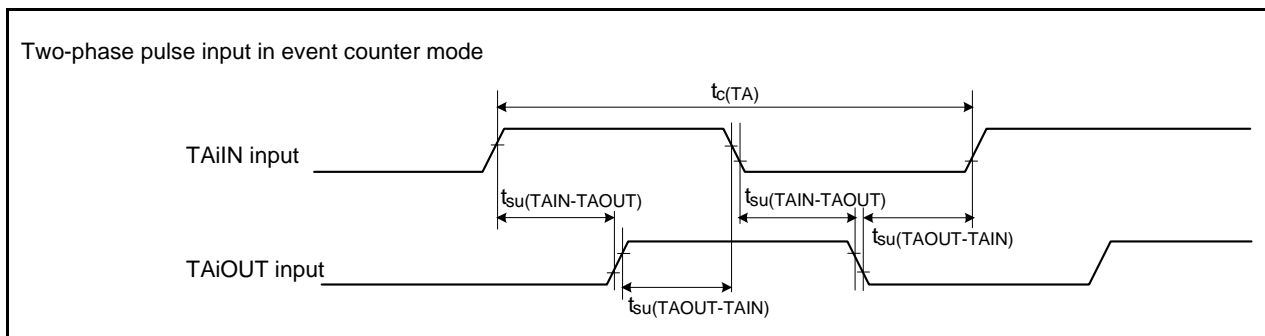 Two-phase pulse input in event counter mode
tc(TA)
TAiIN input
tsu(TAIN-TAOUT)
tsu(TAIN-TAOUT)
tsu(TAOUT-TAIN)
TAiOUT input
tsu(TAOUT-TAIN)